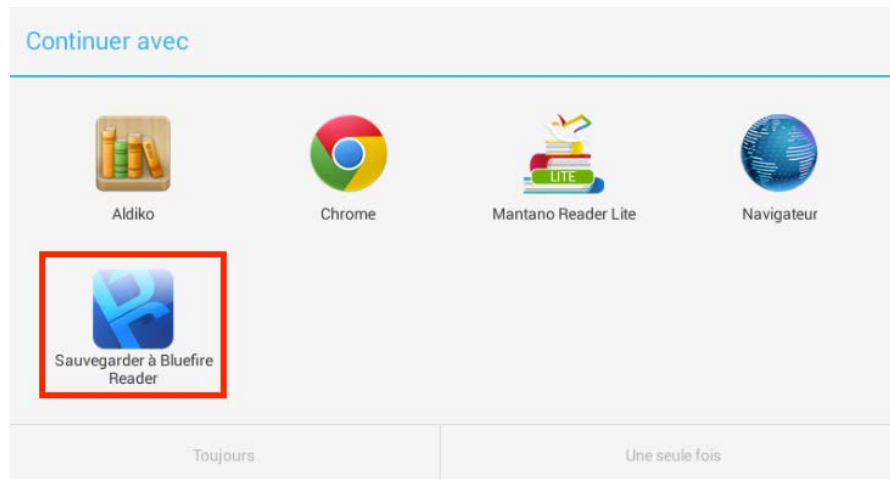 Continuer avec
LITE
Aldiko
Chrome
Mantano Reader Lite
Navigateur
Sauvegarder à Bluefire
Reader
Toujours
Une seule fois